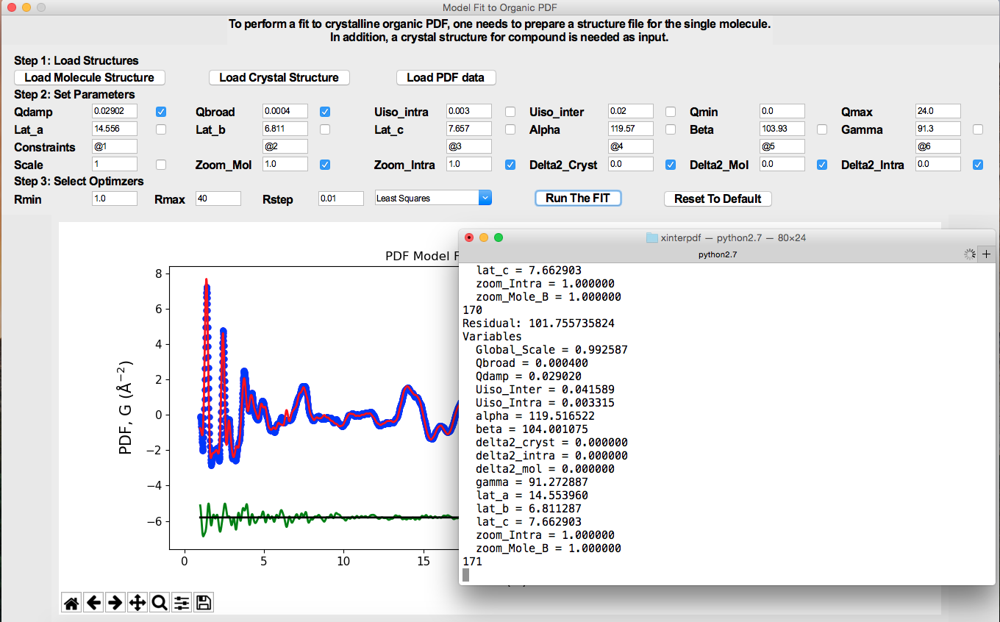 Model Fit to Organic PDF
To perform a fit to crystalline organic PDF, one needs to prepare a structure file for the single molecule.
In addition, a crystal structure for compound is needed as input.
Step 1: Load Structures
Load Molecule Structure Load Crystal Structure Load PDF data
Step 2: Set Parameters
Qdamp 0.02902 Qbroad 0.0004 Uiso_intra 0.003 Uiso_inter 0.02 Qmin 0.0 Qmax 24.0
Lat_a 14.556 Lat_b 6.811 Lat_c 7.657 Alpha 119.57 Beta 103.93 Gamma 91.3
Constraints @1 @2 @3 @4 @5 @6
Scale 1 Zoom_Mol 1.0 Zoom_Intra 1.0 Delta2_Cryst 0.0 Delta2_Mol 0.0 Delta2_Intra 0.0
Step 3: Select Optimzers
Rmin 1.0 Rmax 40 Rstep 0.01 Least Squares Run The FIT Reset To Default
PDF Model F
8
6
4
2
0
−2
−4
−6
PDF, G (Å⁻²)
0 5 10 15
xinterpdf — python2.7 — 80×24
python2.7
lat_c = 7.662903
zoom_Intra = 1.000000
zoom_Mole_B = 1.000000
170
Residual: 101.755735824
Variables
Global_Scale = 0.992587
Qbroad = 0.000400
Qdamp = 0.029020
Uiso_Inter = 0.041589
Uiso_Intra = 0.003315
alpha = 119.516522
beta = 104.001075
delta2_cryst = 0.000000
delta2_intra = 0.000000
delta2_mol = 0.000000
gamma = 91.272887
lat_a = 14.553960
lat_b = 6.811287
lat_c = 7.662903
zoom_Intra = 1.000000
zoom_Mole_B = 1.000000
171